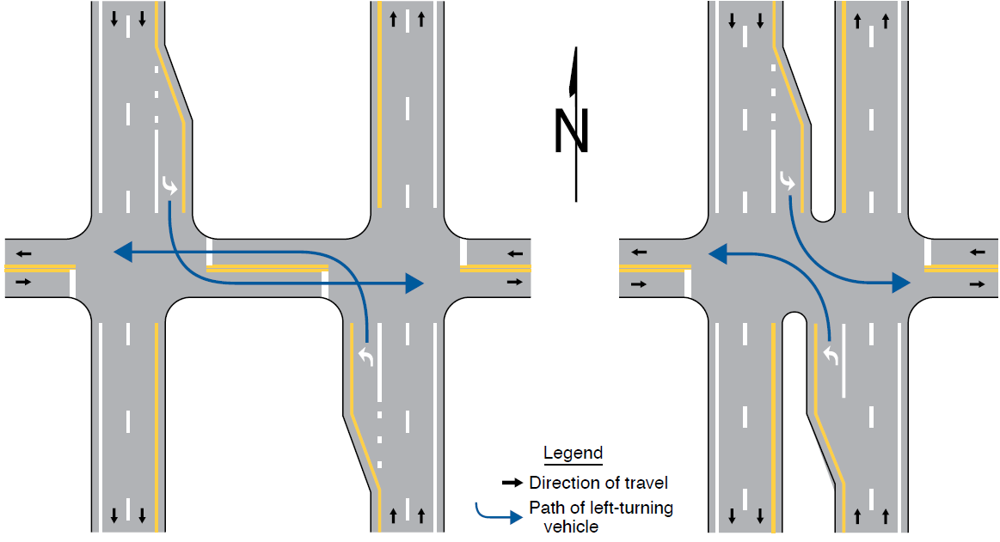 N
Legend
Direction of travel
Path of left-turning
vehicle